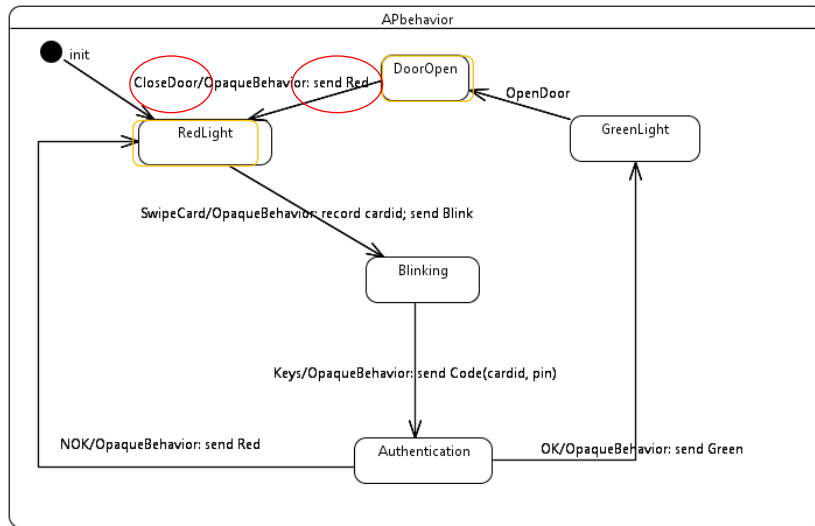 APbehavior
init
CloseDoor/OpaqueBehavior: send Red
DoorOpen
OpenDoor
GreenLight
RedLight
SwipeCard/OpaqueBehavior: record cardid; send Blink
Blinking
Keys/OpaqueBehavior: send Code(cardid, pin)
NOK/OpaqueBehavior: send Red
Authentication
OK/OpaqueBehavior: send Green